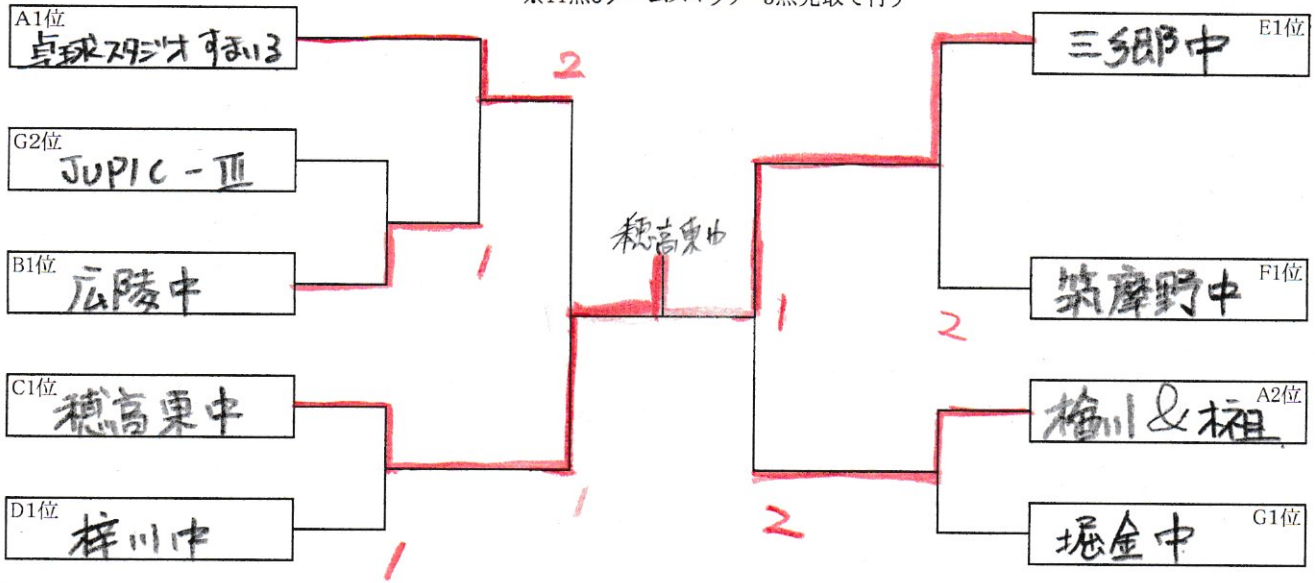 A1位
卓球スタジオすまいる
G2位
JUPIC-Ⅲ
B1位
広陵中
C1位
穂高東中
D1位
梓川中
2
1
1
1
穂高東中
E1位
三郷中
F1位
筑摩野中
A2位
楢川&木祖
G1位
堀金中
1
2
2